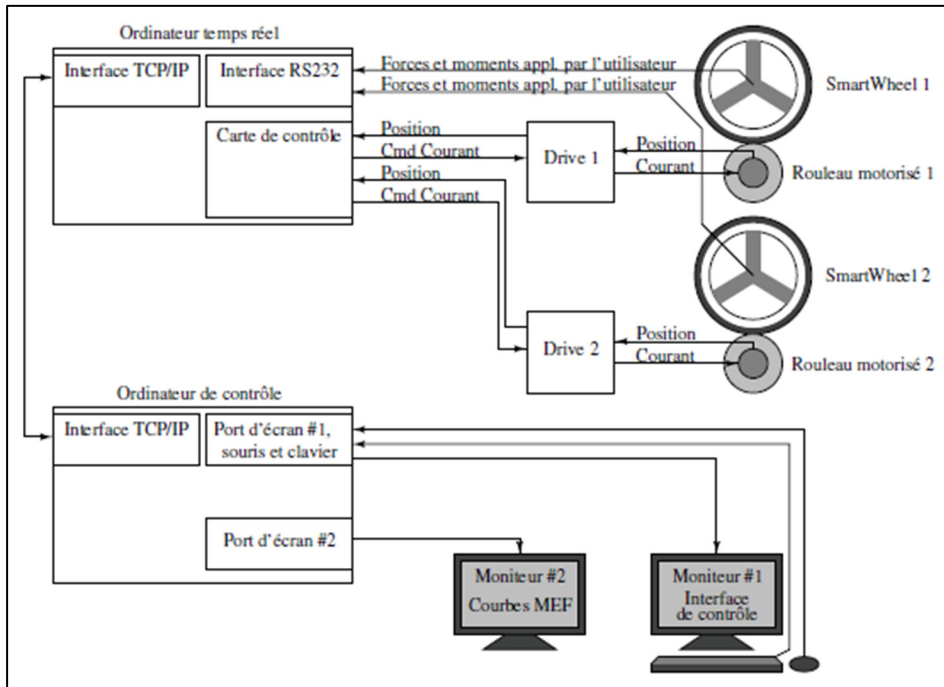 Ordinateur temps réel
Interface TCP/IP
Interface RS232
Forces et moments appl. par l'utilisateur
Forces et moments appl. par l'utilisateur
SmartWheel 1
Carte de contrôle
Position
Cmd Courant
Position
Cmd Courant
Drive 1
Position
Courant
Rouleau motorisé 1
SmartWheel 2
Drive 2
Position
Courant
Rouleau motorisé 2
Ordinateur de contrôle
Interface TCP/IP
Port d'écran #1,
souris et clavier
Port d'écran #2
Moniteur #2
Courbes MEF
Moniteur #1
Interface
de contrôle